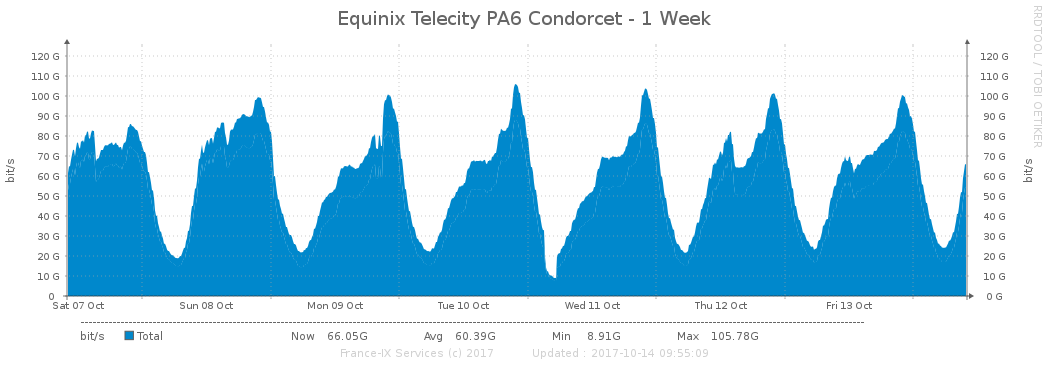 Equinix Telecity PA6 Condorcet - 1 Week
RRDTOOL / TOBI OETIKER
bit/s
120 G 120 G
110 G 110 G
100 G 100 G
90 G 90 G
80 G 80 G
70 G 70 G
60 G 60 G
50 G 50 G
40 G 40 G
30 G 30 G
20 G 20 G
10 G 10 G
0 0 G
bit/s
Sat 07 Oct Sun 08 Oct Mon 09 Oct Tue 10 Oct Wed 11 Oct Thu 12 Oct Fri 13 Oct
bit/s Total Now 66.05G Avg 60.39G Min 8.91G Max 105.78G
France-IX Services (c) 2017 Updated : 2017-10-14 09:55:09